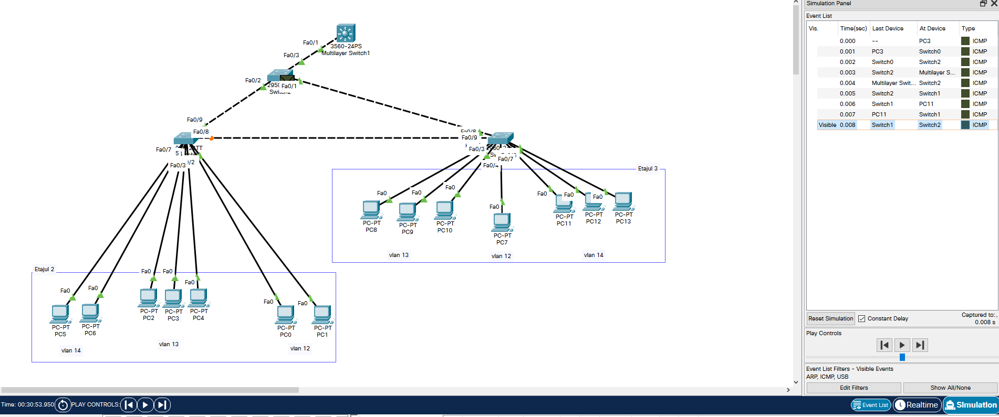 Simulation Panel
Event List
Vis. Time(sec) Last Device At Device Type
0.000 -- PC3 ICMP
0.001 PC3 Switch0 ICMP
0.002 Switch0 Switch2 ICMP
0.003 Switch2 Multilayer S... ICMP
0.004 Multilayer Swit... Switch2 ICMP
0.005 Switch2 Switch1 ICMP
0.006 Switch1 PC11 ICMP
0.007 PC11 Switch1 ICMP
Visible 0.008 Switch1 Switch2 ICMP
Reset Simulation Constant Delay
Captured to:
0.008 s
Play Controls
Event List Filters - Visible Events
ARP, ICMP, USB
Edit Filters Show All/None
Fa0/1
3560-24PS
Multilayer Switch1
Fa0/3
Fa0/2
Fa0/1
Fa0/9
Fa0/8
Fa0/7
Fa0/3
Fa0/8
Fa0/9
Fa0/3
Fa0/7
Fa0/4
Etajul 3
Fa0 Fa0 Fa0 Fa0 Fa0 Fa0 Fa0
PC-PT
PC8
PC-PT
PC9
PC-PT
PC10
PC-PT
PC7
PC-PT
PC11
PC-PT
PC12
PC-PT
PC13
vlan 13 vlan 12 vlan 14
Etajul 2
Fa0 Fa0 Fa0 Fa0 Fa0 Fa0 Fa0
PC-PT
PC5
PC-PT
PC6
PC-PT
PC2
PC-PT
PC3
PC-PT
PC4
PC-PT
PC0
PC-PT
PC1
vlan 14 vlan 13 vlan 12
Time: 00:30:53.950 PLAY CONTROLS: Event List Realtime Simulation